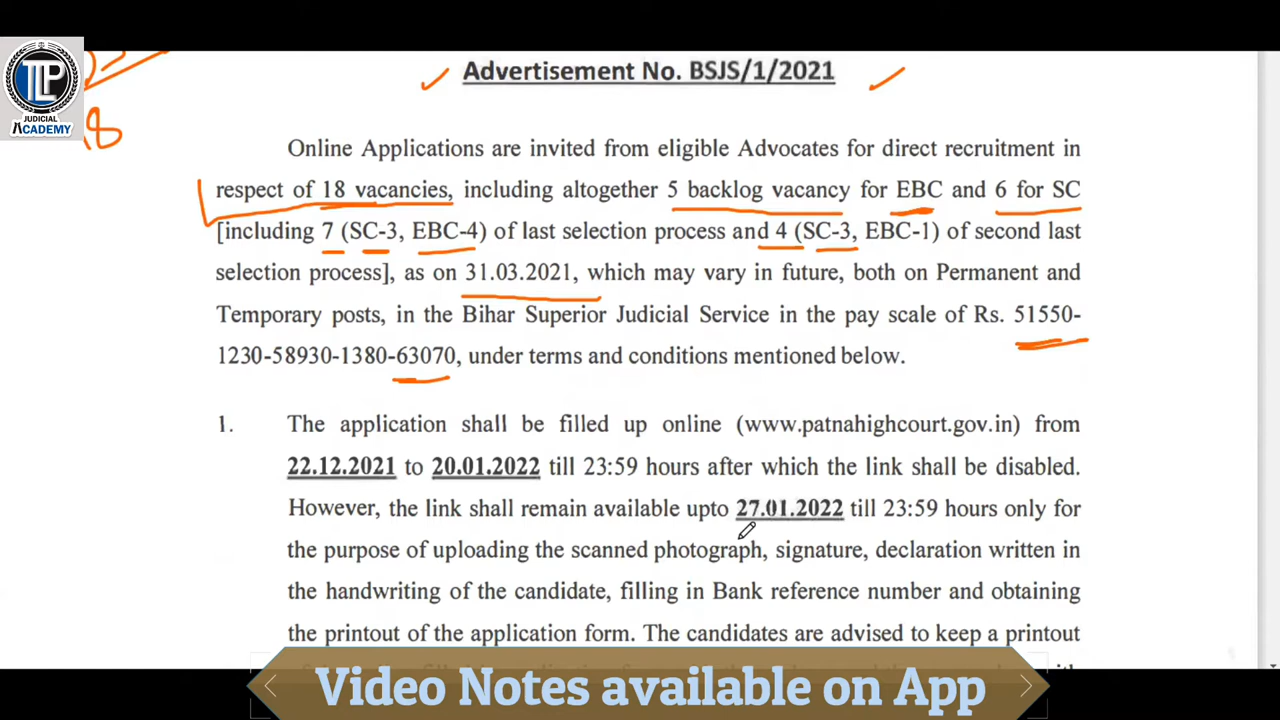 TLP
JUDICIAL
ACADEMY
8
Advertisement No. BSJS/1/2021
Online Applications are invited from eligible Advocates for direct recruitment in
respect of 18 vacancies, including altogether 5 backlog vacancy for EBC and 6 for SC
[including 7 (SC-3, EBC-4) of last selection process and 4 (SC-3, EBC-1) of second last
selection process], as on 31.03.2021, which may vary in future, both on Permanent and
Temporary posts, in the Bihar Superior Judicial Service in the pay scale of Rs. 51550-
1230-58930-1380-63070, under terms and conditions mentioned below.
1. The application shall be filled up online (www.patnahighcourt.gov.in) from
22.12.2021 to 20.01.2022 till 23:59 hours after which the link shall be disabled.
However, the link shall remain available upto 27.01.2022 till 23:59 hours only for
the purpose of uploading the scanned photograph, signature, declaration written in
the handwriting of the candidate, filling in Bank reference number and obtaining
the printout of the application form. The candidates are advised to keep a printout
Video Notes available on App